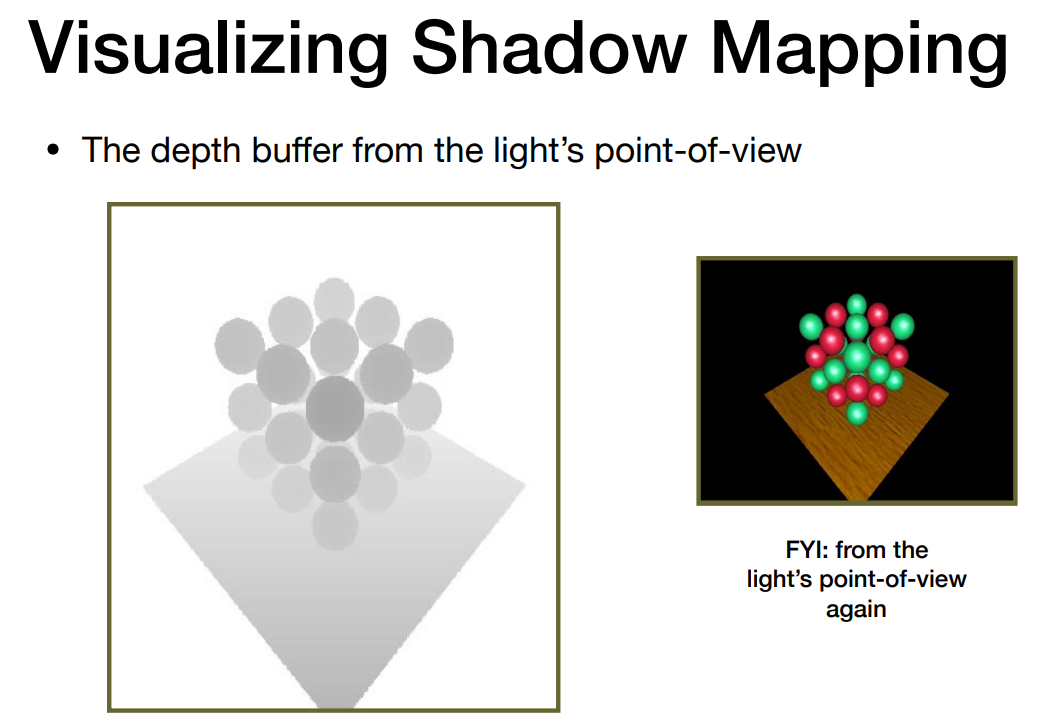 Visualizing Shadow Mapping
• The depth buffer from the light’s point-of-view
FYI: from the
light’s point-of-view
again